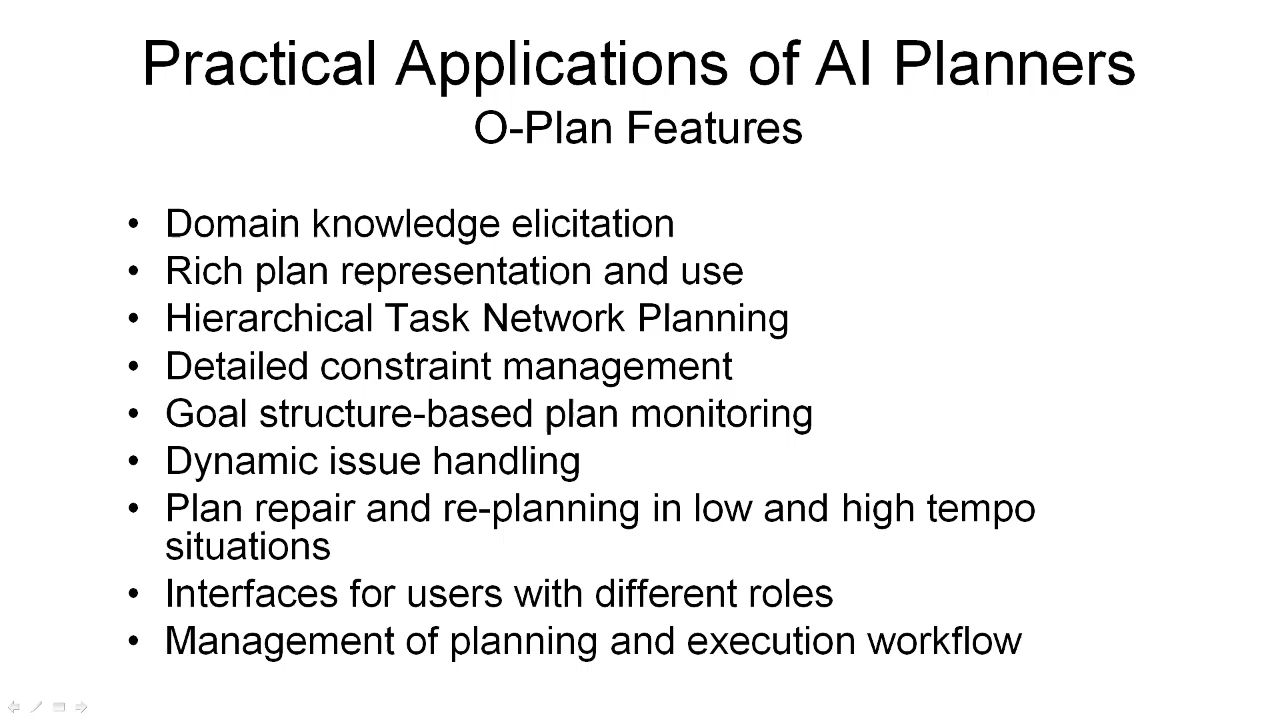 Practical Applications of AI Planners
O-Plan Features
• Domain knowledge elicitation
• Rich plan representation and use
• Hierarchical Task Network Planning
• Detailed constraint management
• Goal structure-based plan monitoring
• Dynamic issue handling
• Plan repair and re-planning in low and high tempo
situations
• Interfaces for users with different roles
• Management of planning and execution workflow